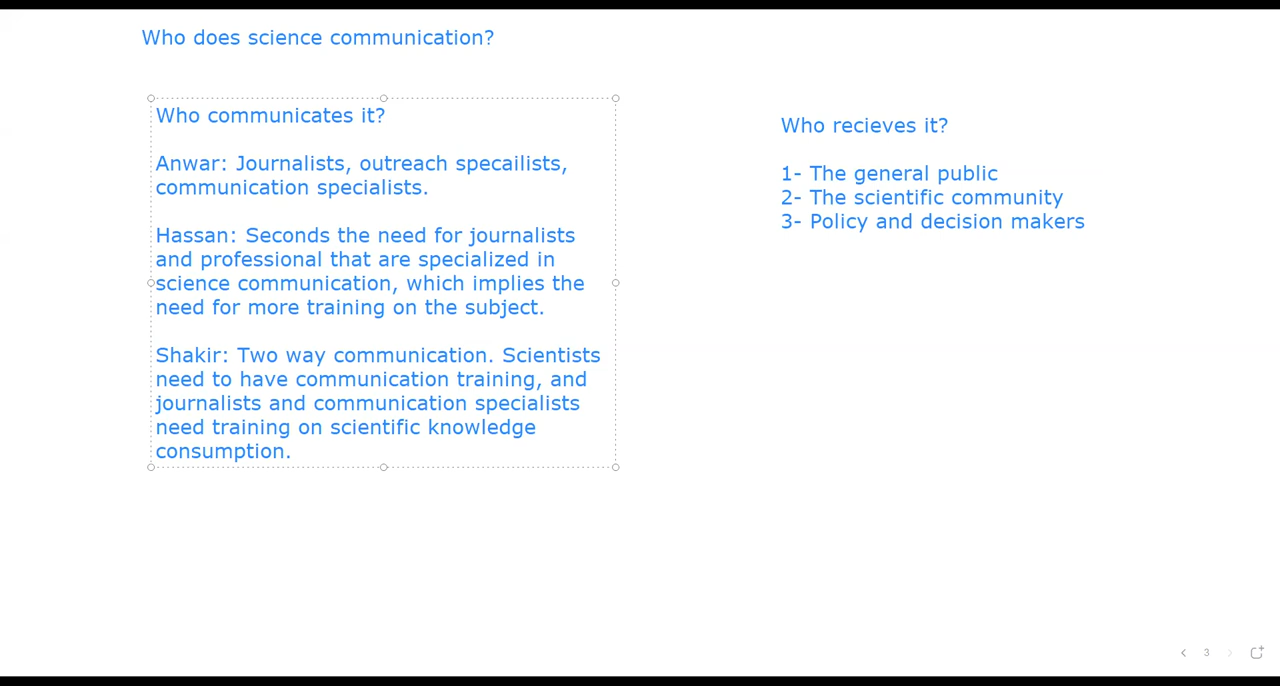 Who does science communication?
Who communicates it?
Anwar: Journalists, outreach specailists,
communication specialists.
Hassan: Seconds the need for journalists
and professional that are specialized in
science communication, which implies the
need for more training on the subject.
Shakir: Two way communication. Scientists
need to have communication training, and
journalists and communication specialists
need training on scientific knowledge
consumption.
Who recieves it?
1- The general public
2- The scientific community
3- Policy and decision makers
3